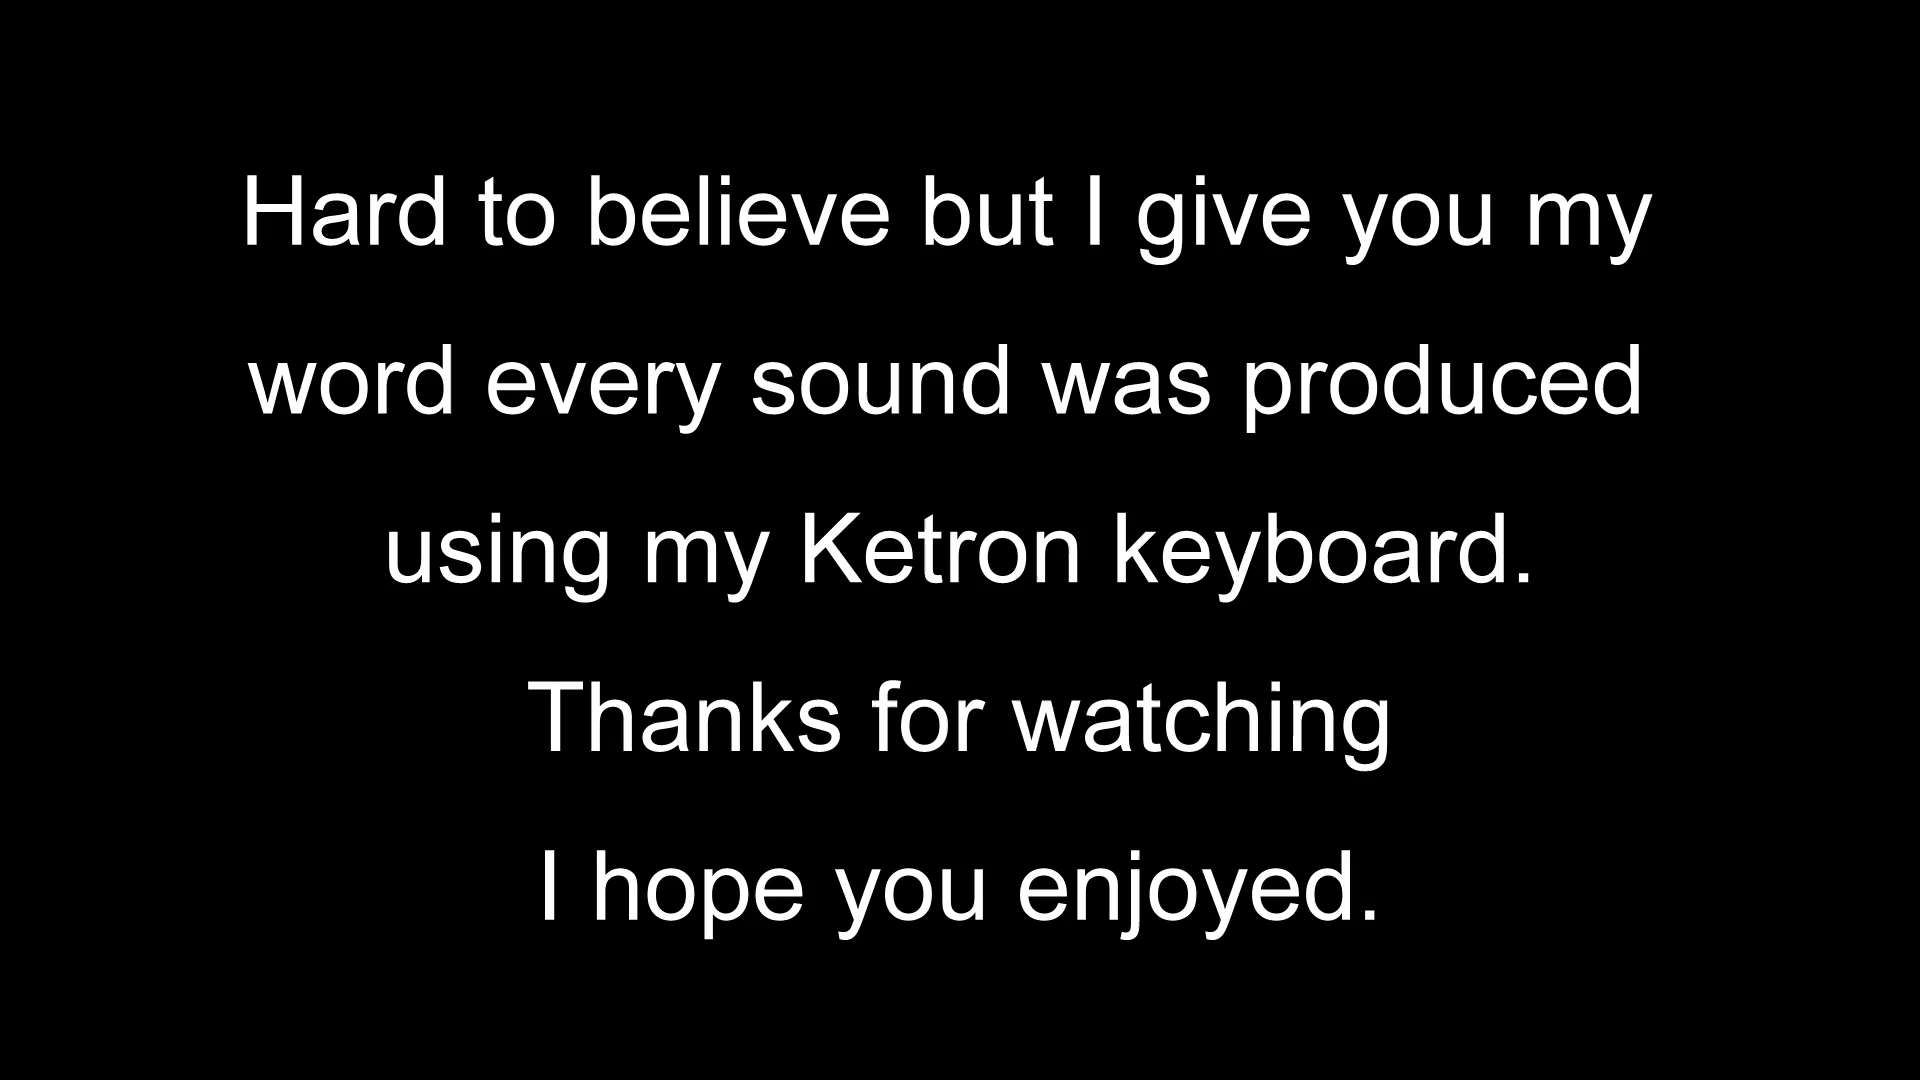 Hard to believe but I give you my
word every sound was produced
using my Ketron keyboard.
Thanks for watching
I hope you enjoyed.